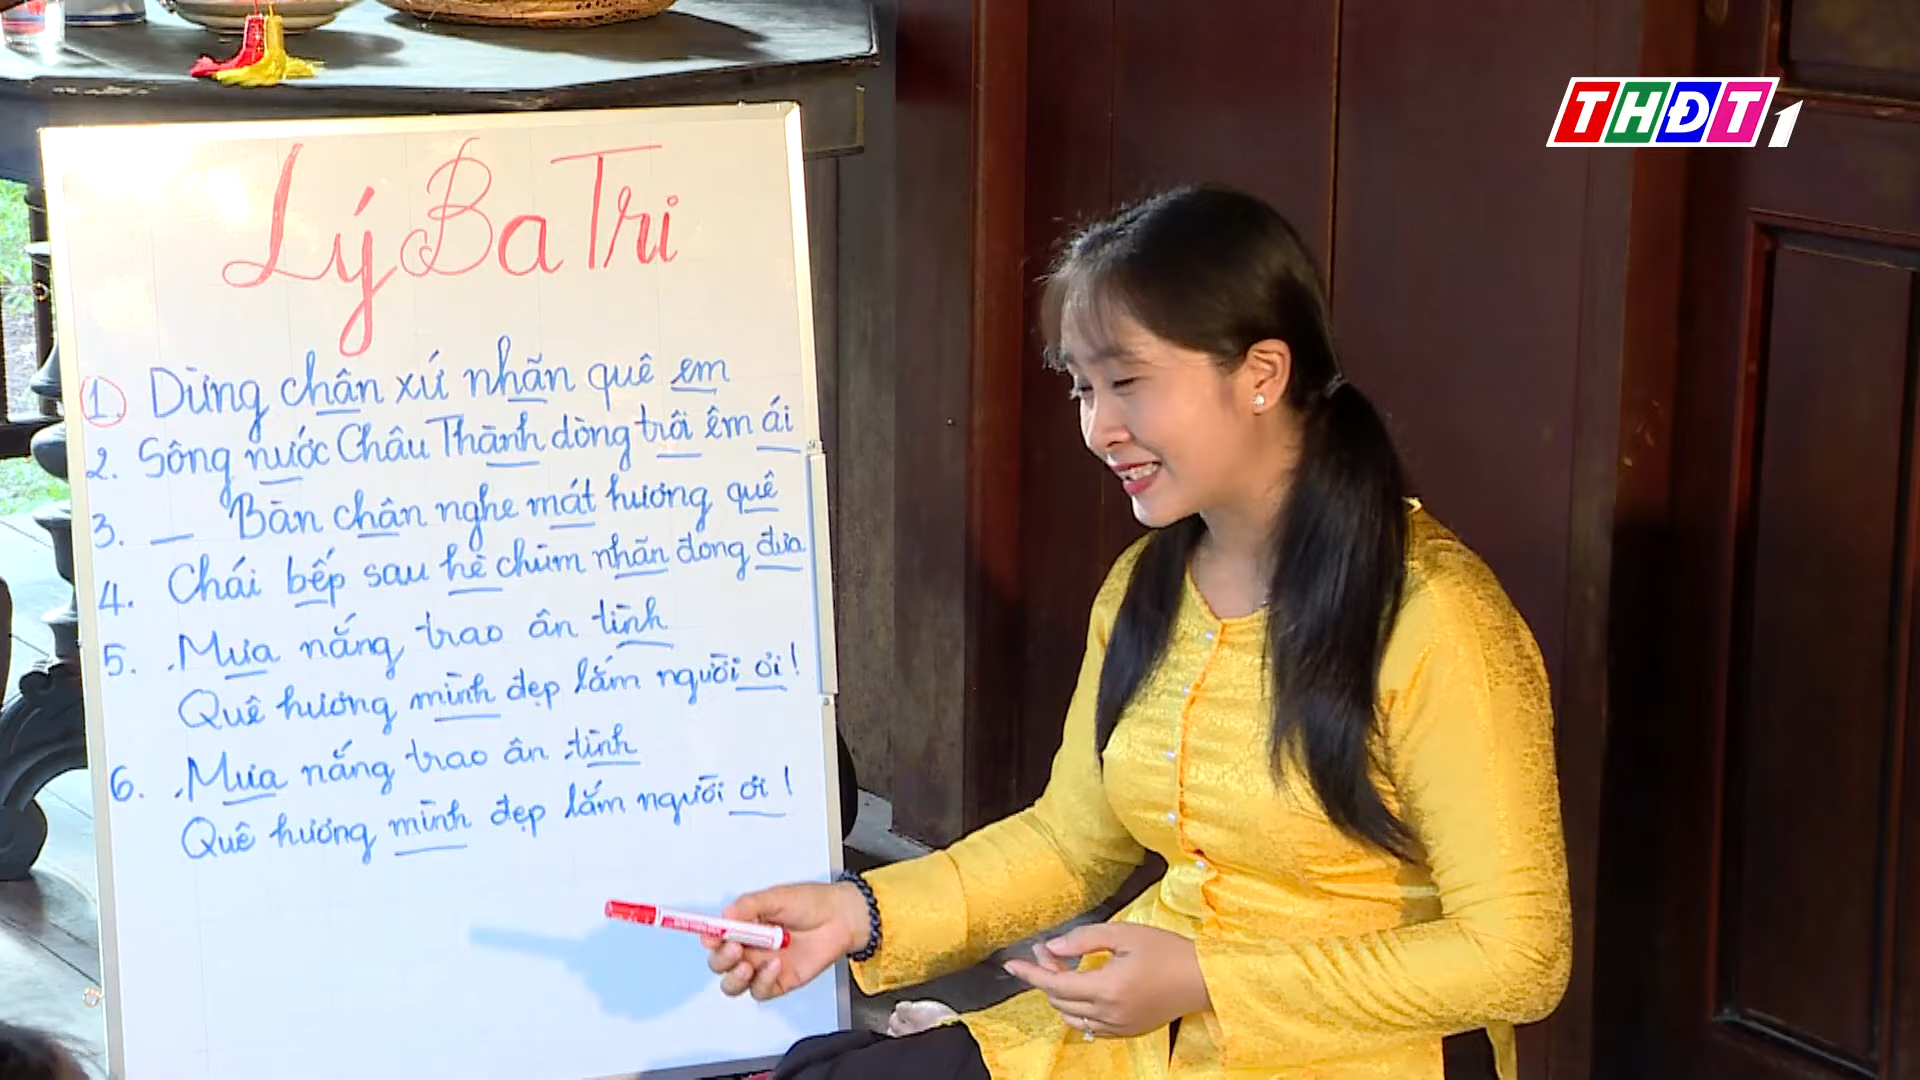 THĐT1
Lý Ba Tri
1. Dừng chân xứ nhãn quê em
2. Sông nước Châu Thành dòng trôi êm ái
3. _ Bàn chân nghe mát hương quê
4. Chái bếp sau hè chùm nhãn đong đưa
5. Mưa nắng trao ân tình
Quê hương mình đẹp lắm người ơi!
6. Mưa nắng trao ân tình
Quê hương mình đẹp lắm người ơi!